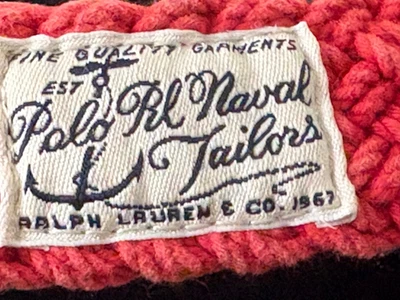 FINE QUALITY GARMENTS
EST
Polo Rl Naval
Tailors
RALPH LAUREN & CO. 1967